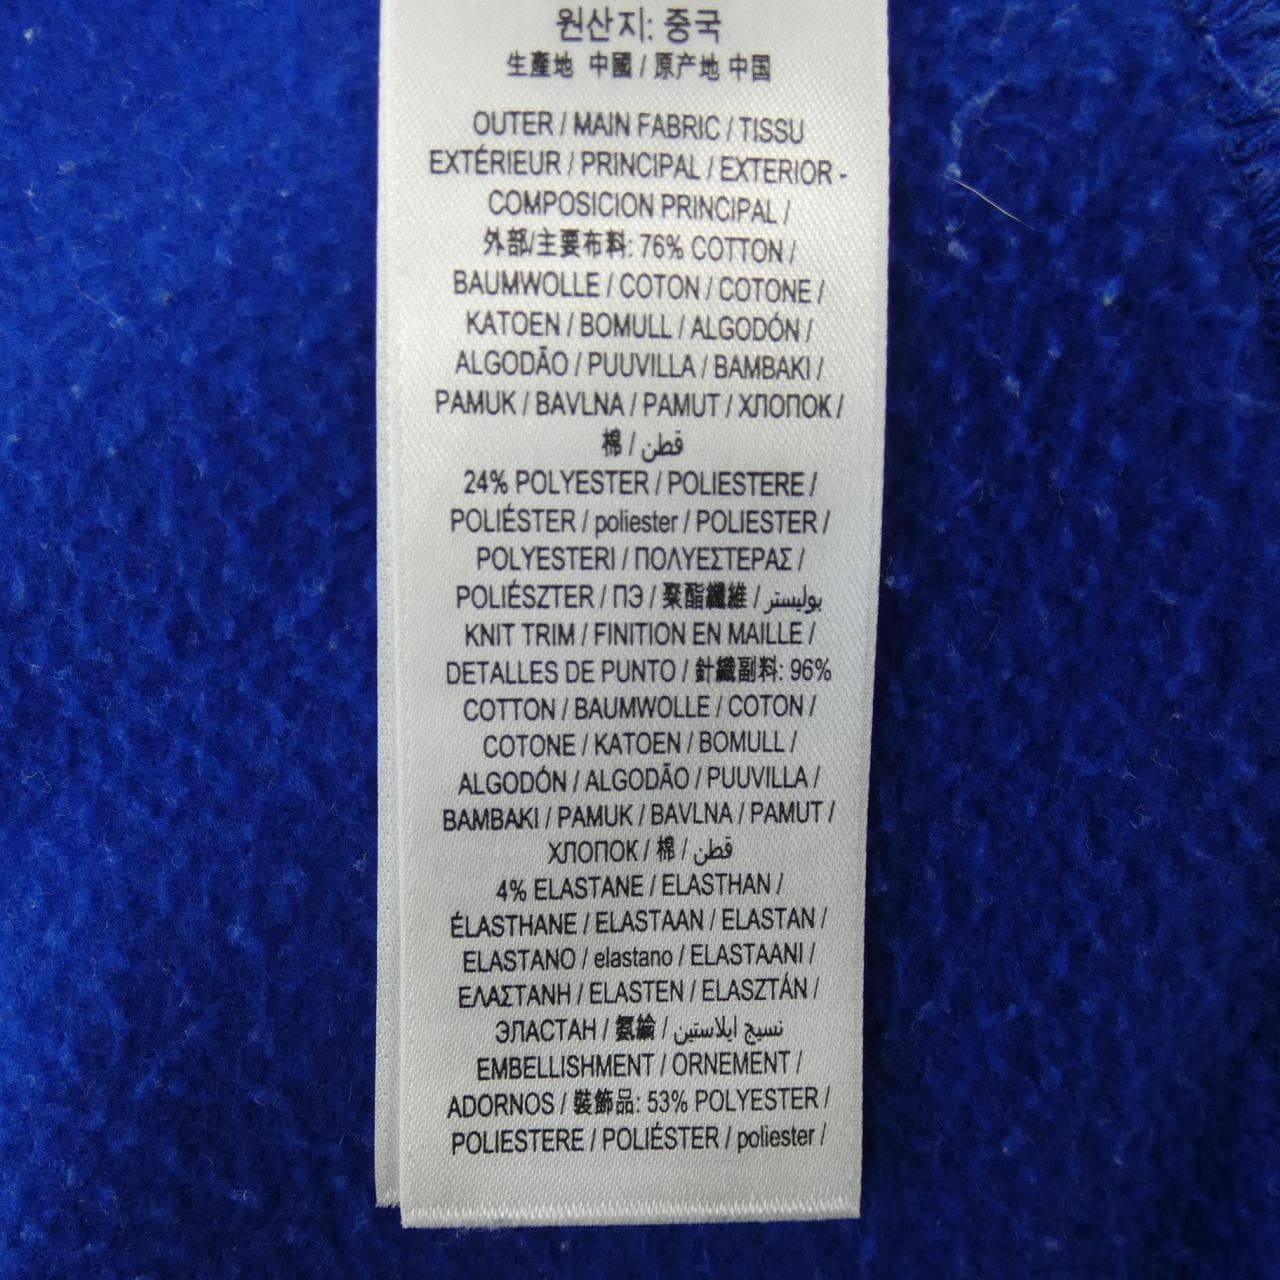 원산지: 중국
生產地 中國 / 原产地 中国
OUTER / MAIN FABRIC / TISSU
EXTÉRIEUR / PRINCIPAL / EXTERIOR -
COMPOSICION PRINCIPAL /
外部/主要布料: 76% COTTON /
BAUMWOLLE / COTON / COTONE /
KATOEN / BOMULL / ALGODÓN /
ALGODÃO / PUUVILLA / BAMBAKI /
PAMUK / BAVLNA / PAMUT / ХЛОПОК /
棉 / قطن
24% POLYESTER / POLIESTERE /
POLIÉSTER / poliester / POLIESTER /
POLYESTERI / ΠΟΛΥΕΣΤΕΡΑΣ /
POLIÉSZTER / ПЭ / 聚酯纖維 / بوليستر
KNIT TRIM / FINITION EN MAILLE /
DETALLES DE PUNTO / 針織副料: 96%
COTTON / BAUMWOLLE / COTON /
COTONE / KATOEN / BOMULL /
ALGODÓN / ALGODÃO / PUUVILLA /
BAMBAKI / PAMUK / BAVLNA / PAMUT /
ХЛОПОК / 棉 / قطن
4% ELASTANE / ELASTHAN /
ÉLASTHANE / ELASTAAN / ELASTAN /
ELASTANO / elastano / ELASTAANI /
ΕΛΑΣΤΑΝΗ / ELASTEN / ELASZTÁN /
ЭЛАСТАН / 氨綸 / نسيج ايلاستين
EMBELLISHMENT / ORNEMENT /
ADORNOS / 裝飾品: 53% POLYESTER /
POLIESTERE / POLIÉSTER / poliester /